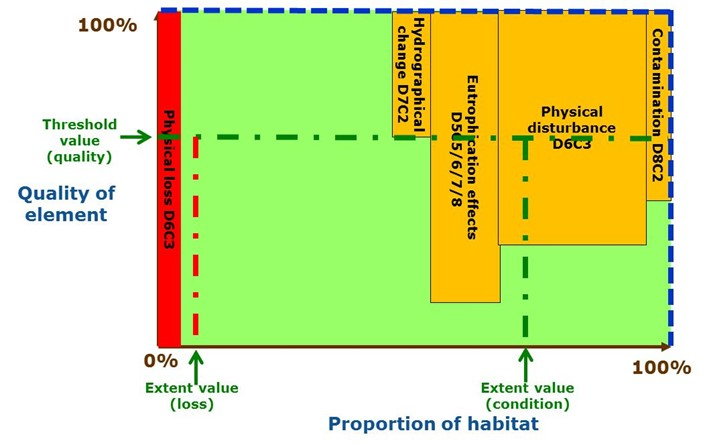 100%
Threshold
value
(quality)
Quality of
element
Physical loss D6C3
Hydrographical
change D7C2
Eutrophication effects
D5C5/6/7/8
Physical
disturbance
D6C3
Contamination D8C2
0%
100%
Extent value
(loss)
Extent value
(condition)
Proportion of habitat